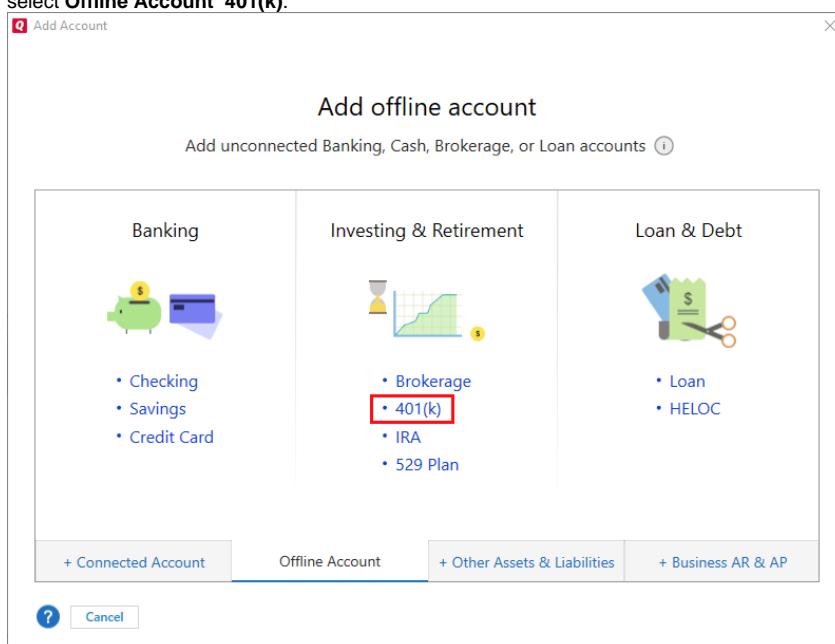 select Offline Account 401(k).
Add Account
Add offline account
Add unconnected Banking, Cash, Brokerage, or Loan accounts
Banking
Investing & Retirement
Loan & Debt
• Checking
• Savings
• Credit Card
• Brokerage
• 401(k)
• IRA
• 529 Plan
• Loan
• HELOC
+ Connected Account
Offline Account
+ Other Assets & Liabilities
+ Business AR & AP
? Cancel